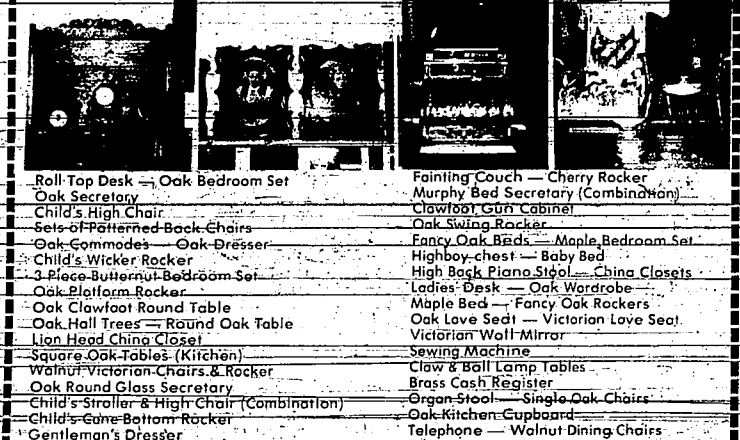 Roll Top Desk — Oak Bedroom Set
Oak Secretary
Child's High Chair
Sets of Patterned Back Chairs
Oak Commodes — Oak Dresser
Child's Wicker Rocker
3 Piece Butternut Bedroom Set
Oak Platform Rocker
Oak Clawfoot Round Table
Oak Hall Trees — Round Oak Table
Lion Head China Closet
Square Oak Tables (Kitchen)
Walnut Victorian Chairs & Rocker
Oak Round Glass Secretary
Child's Stroller & High Chair (Combination)
Child's Cane Bottom Rocker
Gentleman's Dresser
Fainting Couch — Cherry Rocker
Murphy Bed Secretary (Combination)
Clawfoot Gun Cabinet
Oak Swing Rocker
Fancy Oak Beds — Maple Bedroom Set
Highboy chest — Baby Bed
High Back Piano Stool — China Closets
Ladies Desk — Oak Wardrobe
Maple Bed — Fancy Oak Rockers
Oak Love Seat — Victorian Love Seat
Victorian Wall Mirror
Sewing Machine
Claw & Ball Lamp Tables
Brass Cash Register
Organ Stool — Single Oak Chairs
Oak Kitchen Cupboard
Telephone — Walnut Dining Chairs